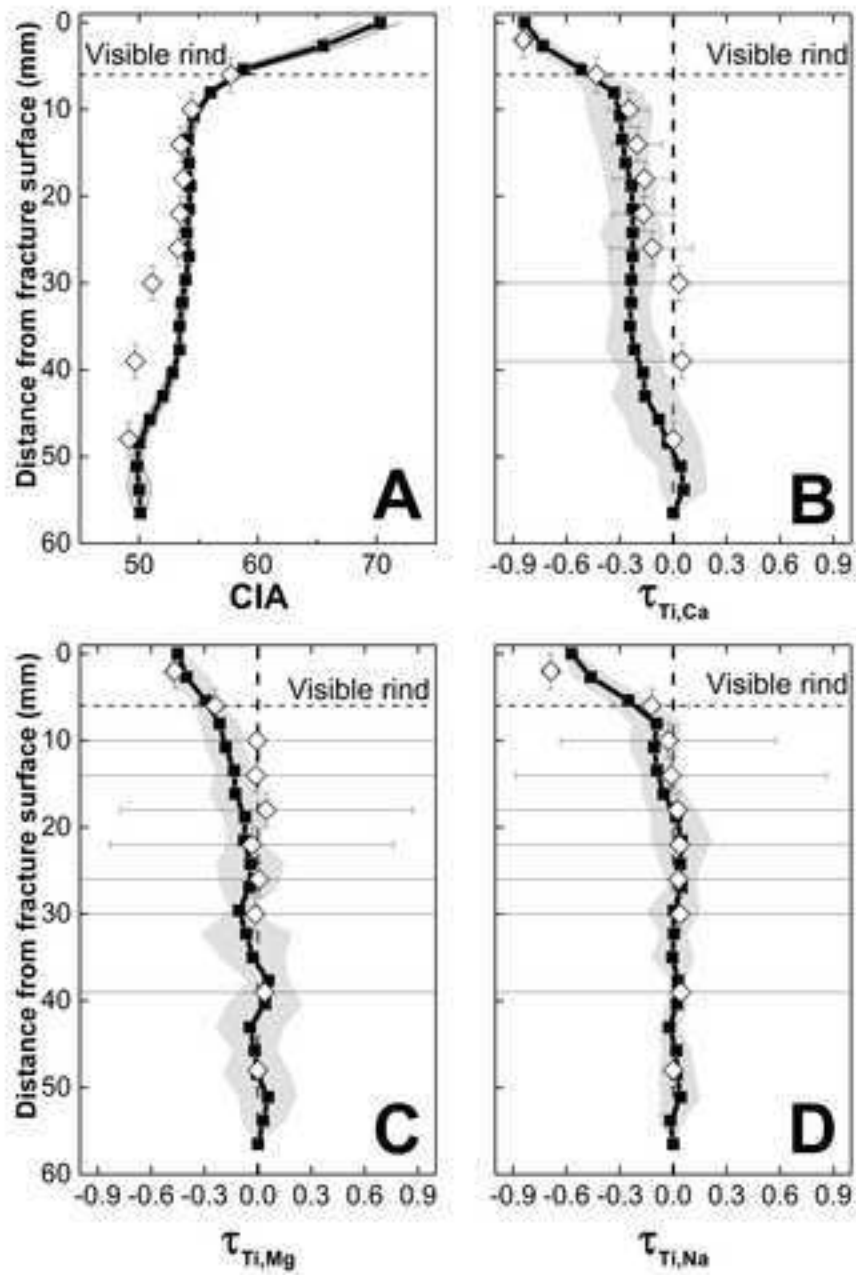 0
10
20
30
40
50
60
Distance from fracture surface (mm)
Visible rind
A
50 60 70
CIA
Visible rind
B
-0.9 -0.6 -0.3 0.0 0.3 0.6 0.9
τTi,Ca
0
10
20
30
40
50
60
Distance from fracture surface (mm)
Visible rind
C
-0.9 -0.6 -0.3 0.0 0.3 0.6 0.9
τTi,Mg
Visible rind
D
-0.9 -0.6 -0.3 0.0 0.3 0.6 0.9
τTi,Na